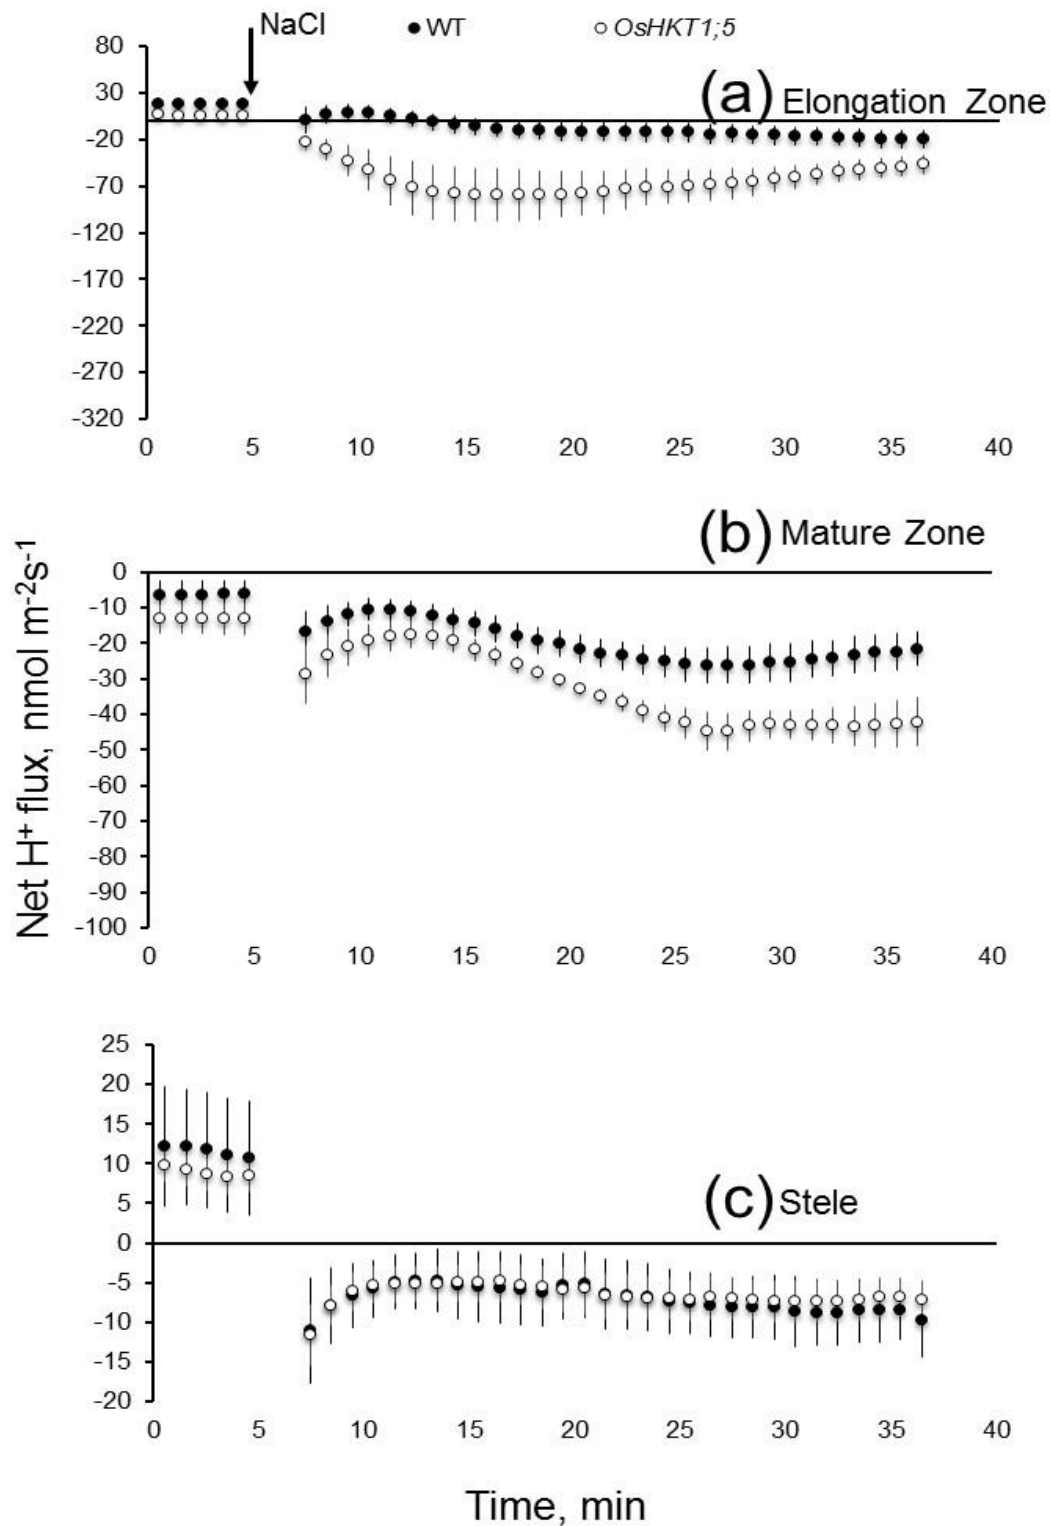 NaCl
WT
OsHKT1;5
(a) Elongation Zone
80
30
-20
-70
-120
-170
-220
-270
-320
0 5 10 15 20 25 30 35 40
(b) Mature Zone
Net H+ flux, nmol m-2s-1
0
-10
-20
-30
-40
-50
-60
-70
-80
-90
-100
0 5 10 15 20 25 30 35 40
(c) Stele
25
20
15
10
5
0
-5
-10
-15
-20
0 5 10 15 20 25 30 35 40
Time, min